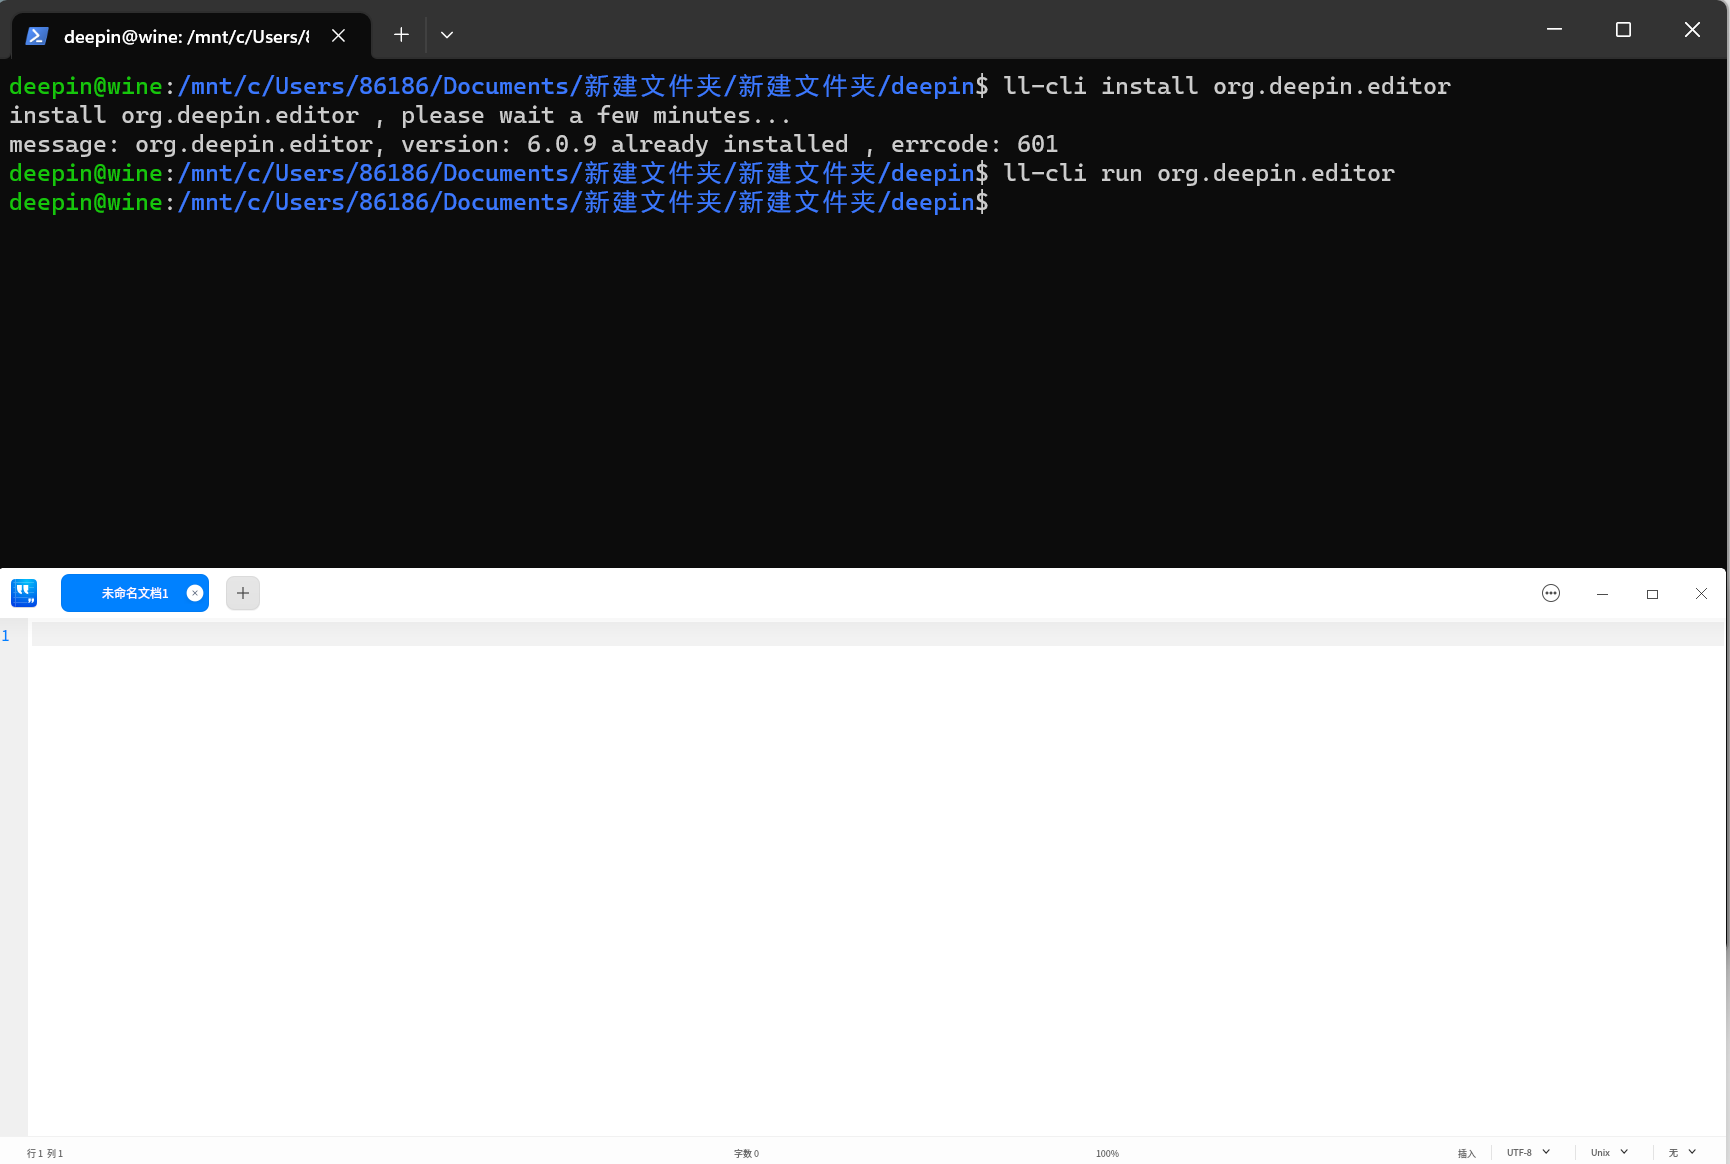 deepin@wine: /mnt/c/Users/
deepin@wine:/mnt/c/Users/86186/Documents/新建文件夹/新建文件夹/deepin$ ll-cli install org.deepin.editor
install org.deepin.editor , please wait a few minutes...
message: org.deepin.editor, version: 6.0.9 already installed , errcode: 601
deepin@wine:/mnt/c/Users/86186/Documents/新建文件夹/新建文件夹/deepin$ ll-cli run org.deepin.editor
deepin@wine:/mnt/c/Users/86186/Documents/新建文件夹/新建文件夹/deepin$
未命名文档1
1
行 1 列 1 字数 0 100% 插入 UTF-8 Unix 无